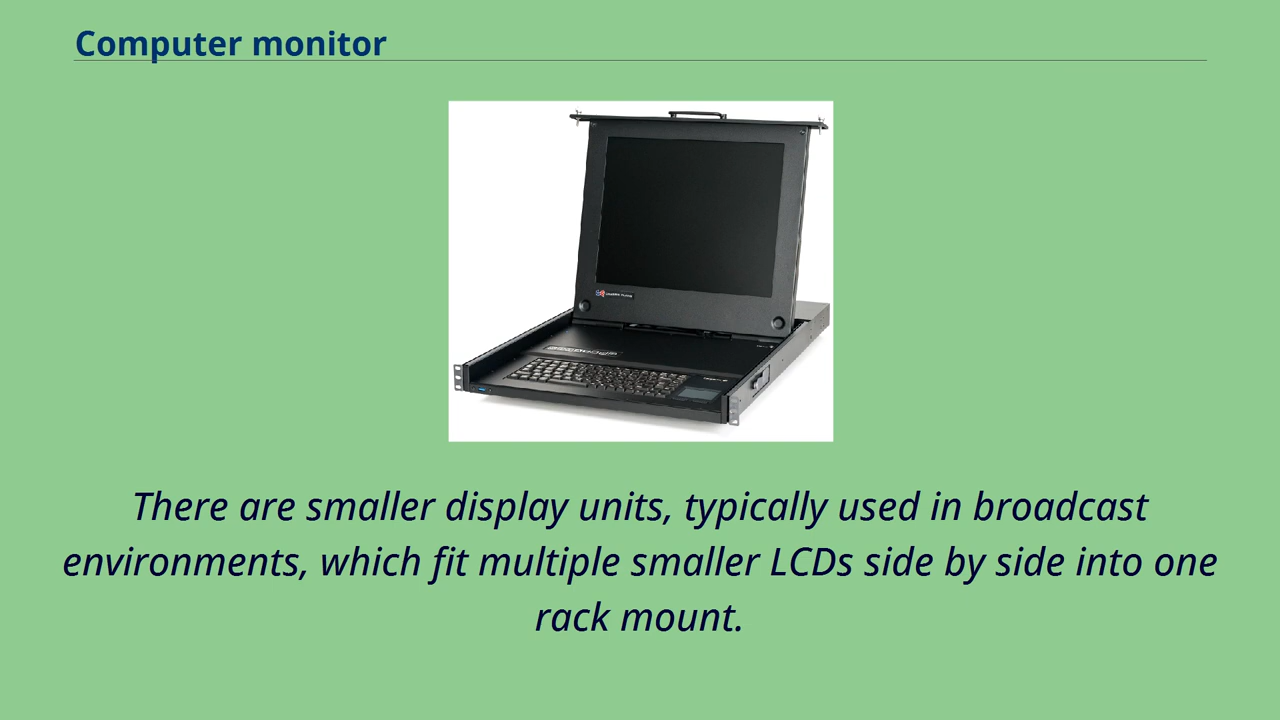 Computer monitor
There are smaller display units, typically used in broadcast
environments, which fit multiple smaller LCDs side by side into one
rack mount.